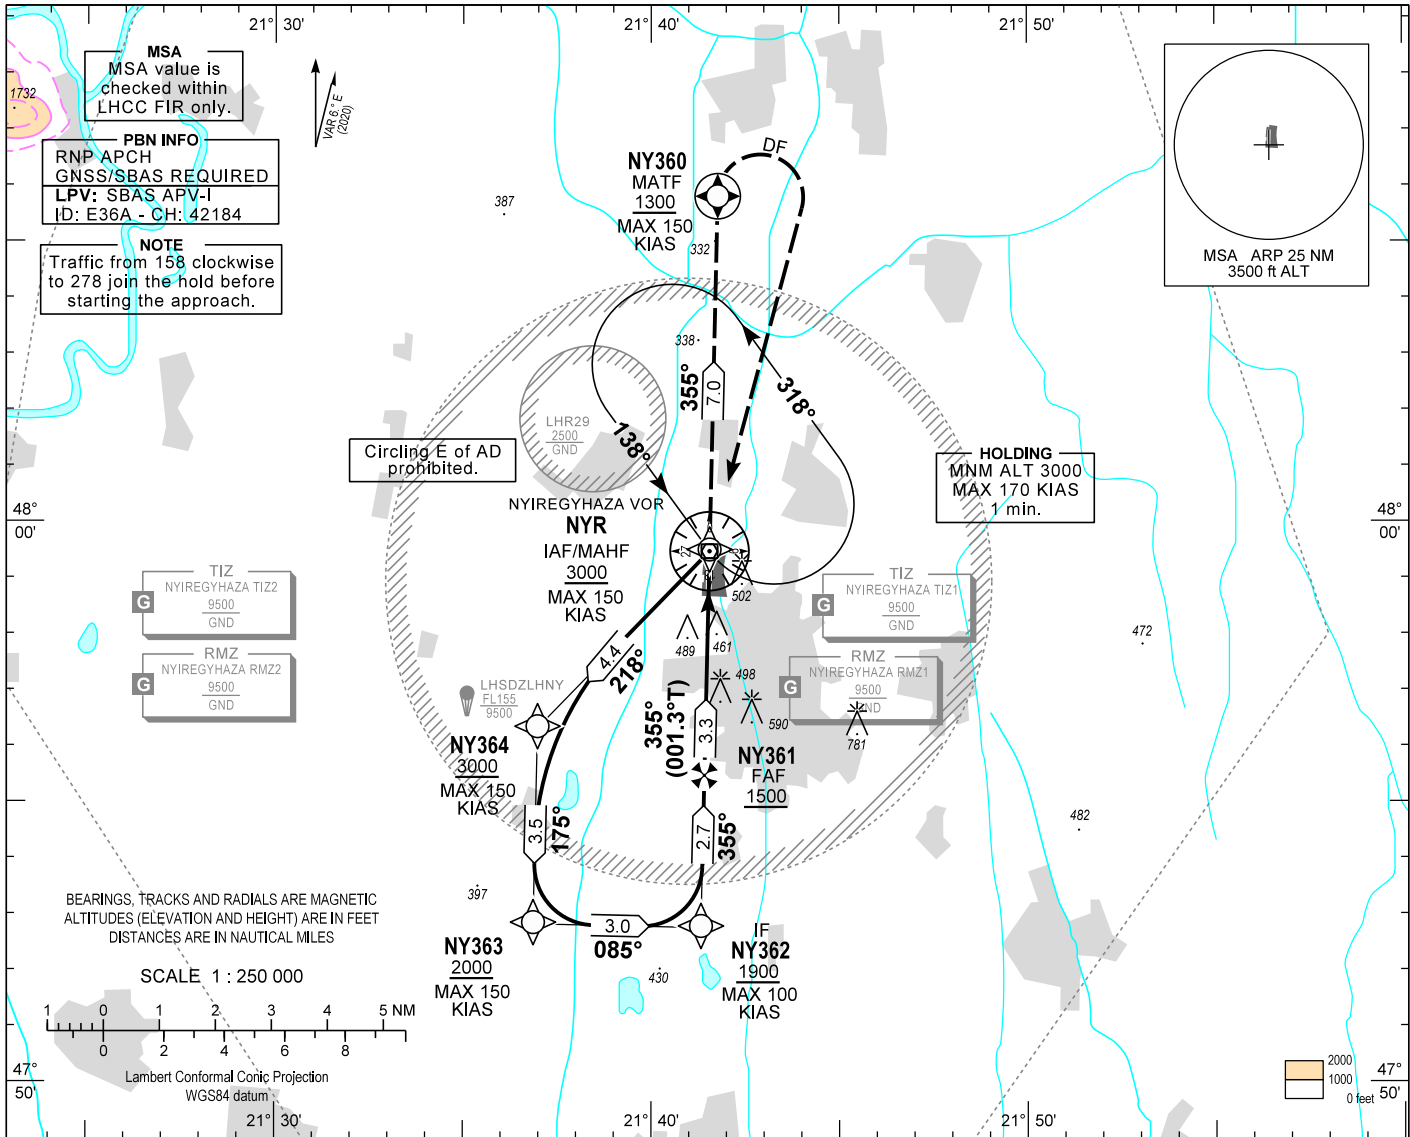 21° 30'
21° 40'
21° 50'
MSA
MSA value is
checked within
LHCC FIR only.
1732
VAR 6° E
(2020)
PBN INFO
RNP APCH
GNSS/SBAS REQUIRED
LPV: SBAS APV-I
ID: E36A - CH: 42184
NOTE
Traffic from 158 clockwise
to 278 join the hold before
starting the approach.
MSA ARP 25 NM
3500 ft ALT
387
NY360
MATF
1300
MAX 150
KIAS
DF
332
338
355°
7.0
318°
138°
LHR29
2500
GND
Circling E of AD
prohibited.
HOLDING
MNM ALT 3000
MAX 170 KIAS
1 min.
48°
00'
48°
00'
NYIREGYHAZA VOR
NYR
IAF/MAHF
3000
MAX 150
KIAS
27
502
TIZ
NYIREGYHAZA TIZ2
G
9500
GND
RMZ
NYIREGYHAZA RMZ2
G
9500
GND
TIZ
NYIREGYHAZA TIZ1
G
9500
GND
RMZ
NYIREGYHAZA RMZ1
G
9500
GND
472
489
461
498
590
781
4.4
218°
LHSDZLHNY
FL155
9500
NY364
3000
MAX 150
KIAS
355°
(001.3°T)
3.3
NY361
FAF
1500
3.5
175°
2.7
355°
482
397
3.0
085°
NY363
2000
MAX 150
KIAS
IF
NY362
1900
MAX 100
KIAS
430
BEARINGS, TRACKS AND RADIALS ARE MAGNETIC
ALTITUDES (ELEVATION AND HEIGHT) ARE IN FEET
DISTANCES ARE IN NAUTICAL MILES
SCALE 1 : 250 000
1 0 1 2 3 4 5 NM
0 2 4 6 8
Lambert Conformal Conic Projection
WGS84 datum
47°
50'
47°
50'
2000
1000
0 feet
21° 30'
21° 40'
21° 50'